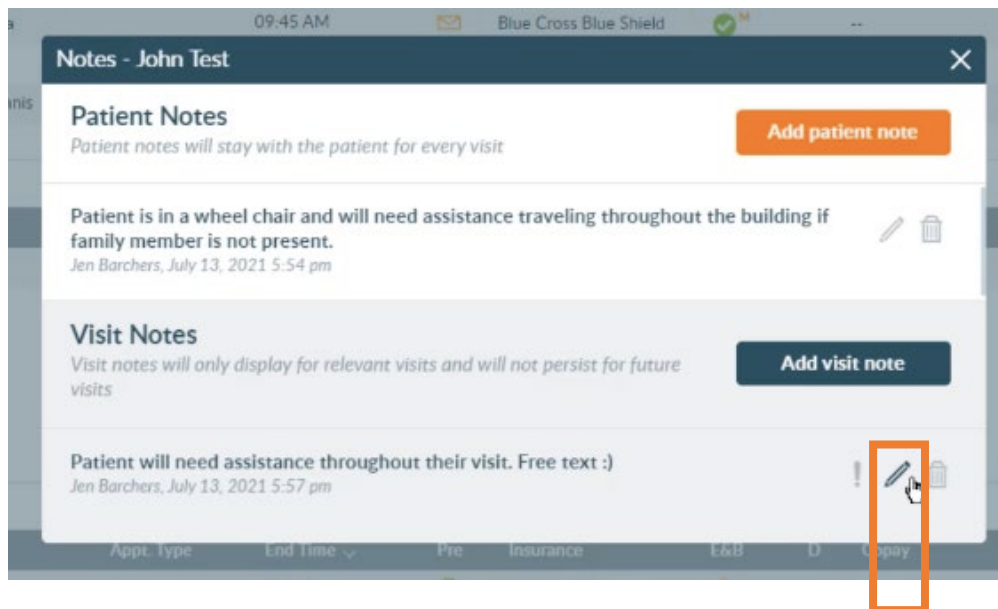 09:45 AM Blue Cross Blue Shield M --
Notes - John Test
Patient Notes
Add patient note
Patient notes will stay with the patient for every visit
Patient is in a wheel chair and will need assistance traveling throughout the building if
family member is not present.
Jen Barchers, July 13, 2021 5:54 pm
Visit Notes
Visit notes will only display for relevant visits and will not persist for future
visits
Add visit note
Patient will need assistance throughout their visit. Free text :)
Jen Barchers, July 13, 2021 5:57 pm
Appt. Type End Time Pre Insurance E&B D Copay